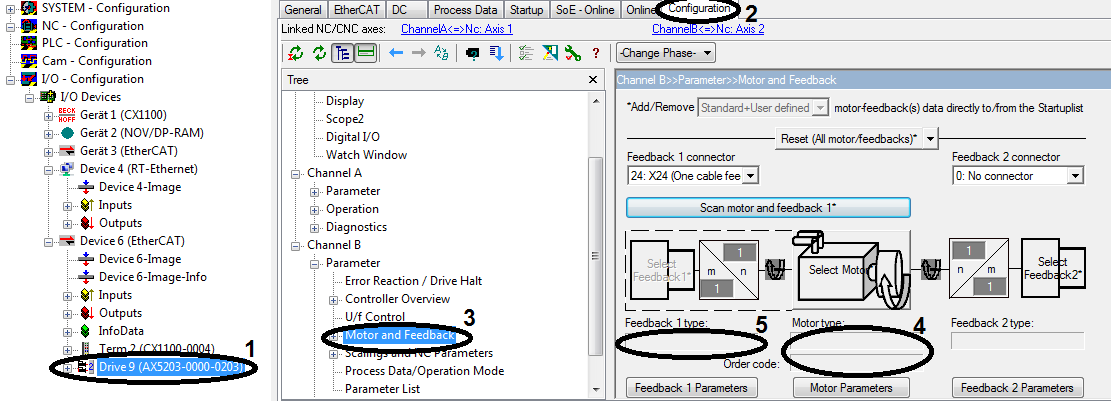 SYSTEM - Configuration
NC - Configuration
PLC - Configuration
Cam - Configuration
I/O - Configuration
I/O Devices
BECK
HOFF
Gerät 1 (CX1100)
Gerät 2 (NOV/DP-RAM)
Gerät 3 (EtherCAT)
Device 4 (RT-Ethernet)
Device 4-Image
Inputs
Outputs
Device 6 (EtherCAT)
Device 6-Image
Device 6-Image-Info
Inputs
Outputs
InfoData
Term 2 (CX1100-0004)
Drive 9 (AX5203-0000-0203)
1
General EtherCAT DC Process Data Startup SoE - Online Online Configuration
2
Linked NC/CNC axes: ChannelA<=>Nc: Axis 1 ChannelB<=>Nc: Axis 2
-Change Phase-
Tree
Display
Scope2
Digital I/O
Watch Window
Channel A
Parameter
Operation
Diagnostics
Channel B
Parameter
Error Reaction / Drive Halt
Controller Overview
U/f Control
3
Motor and Feedback
Scalings and NC Parameters
Process Data/Operation Mode
Parameter List
Channel B>>Parameter>>Motor and Feedback
*Add/Remove Standard+User defined motor-feedback(s) data directly to/from the Startuplist
Reset (All motor/feedbacks)*
Feedback 1 connector Feedback 2 connector
24: X24 (One cable fee 0: No connector
Scan motor and feedback 1*
Select
Feedback1*
1
m n
1
Select Motor
1
n m
1
Select
Feedback2*
Feedback 1 type: 5 Motor type: 4 Feedback 2 type:
Order code:
Feedback 1 Parameters Motor Parameters Feedback 2 Parameters